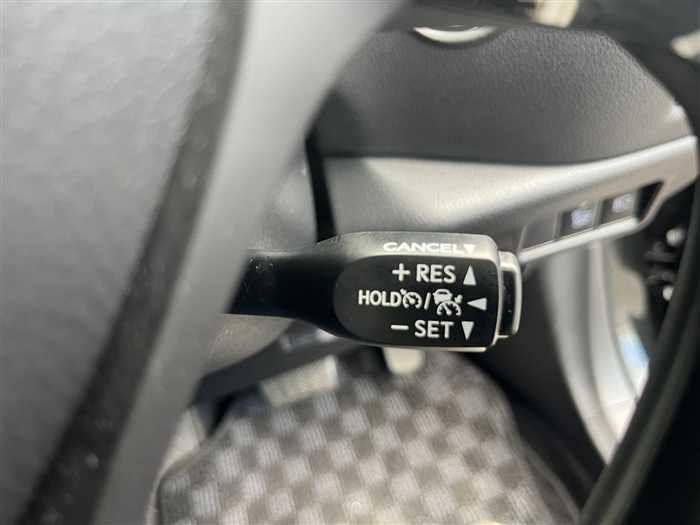 CANCEL▼
+ RES ▲
HOLD / ◀
− SET ▼